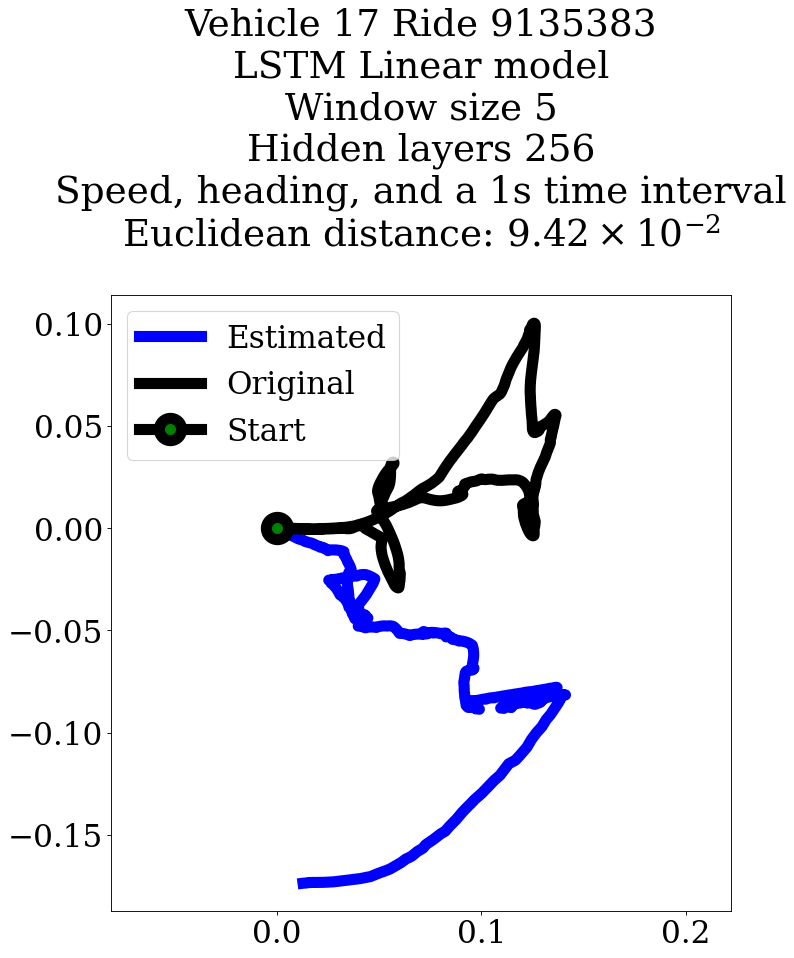 Vehicle 17 Ride 9135383
LSTM Linear model
Window size 5
Hidden layers 256
Speed, heading, and a 1s time interval
Euclidean distance: 9.42 × 10⁻²
Estimated
Original
Start
0.10
0.05
0.00
−0.05
−0.10
−0.15
0.0 0.1 0.2